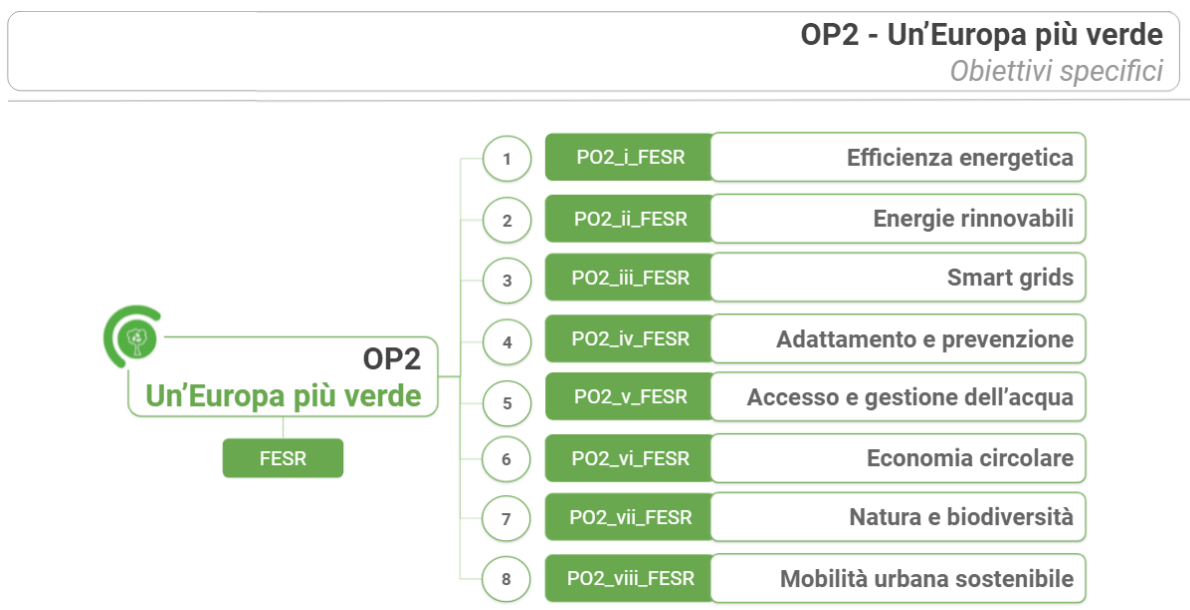 OP2 - Un'Europa più verde
Obiettivi specifici
1 PO2_i_FESR Efficienza energetica
2 PO2_ii_FESR Energie rinnovabili
3 PO2_iii_FESR Smart grids
4 PO2_iv_FESR Adattamento e prevenzione
5 PO2_v_FESR Accesso e gestione dell'acqua
6 PO2_vi_FESR Economia circolare
7 PO2_vii_FESR Natura e biodiversità
8 PO2_viii_FESR Mobilità urbana sostenibile
OP2
Un'Europa più verde
FESR